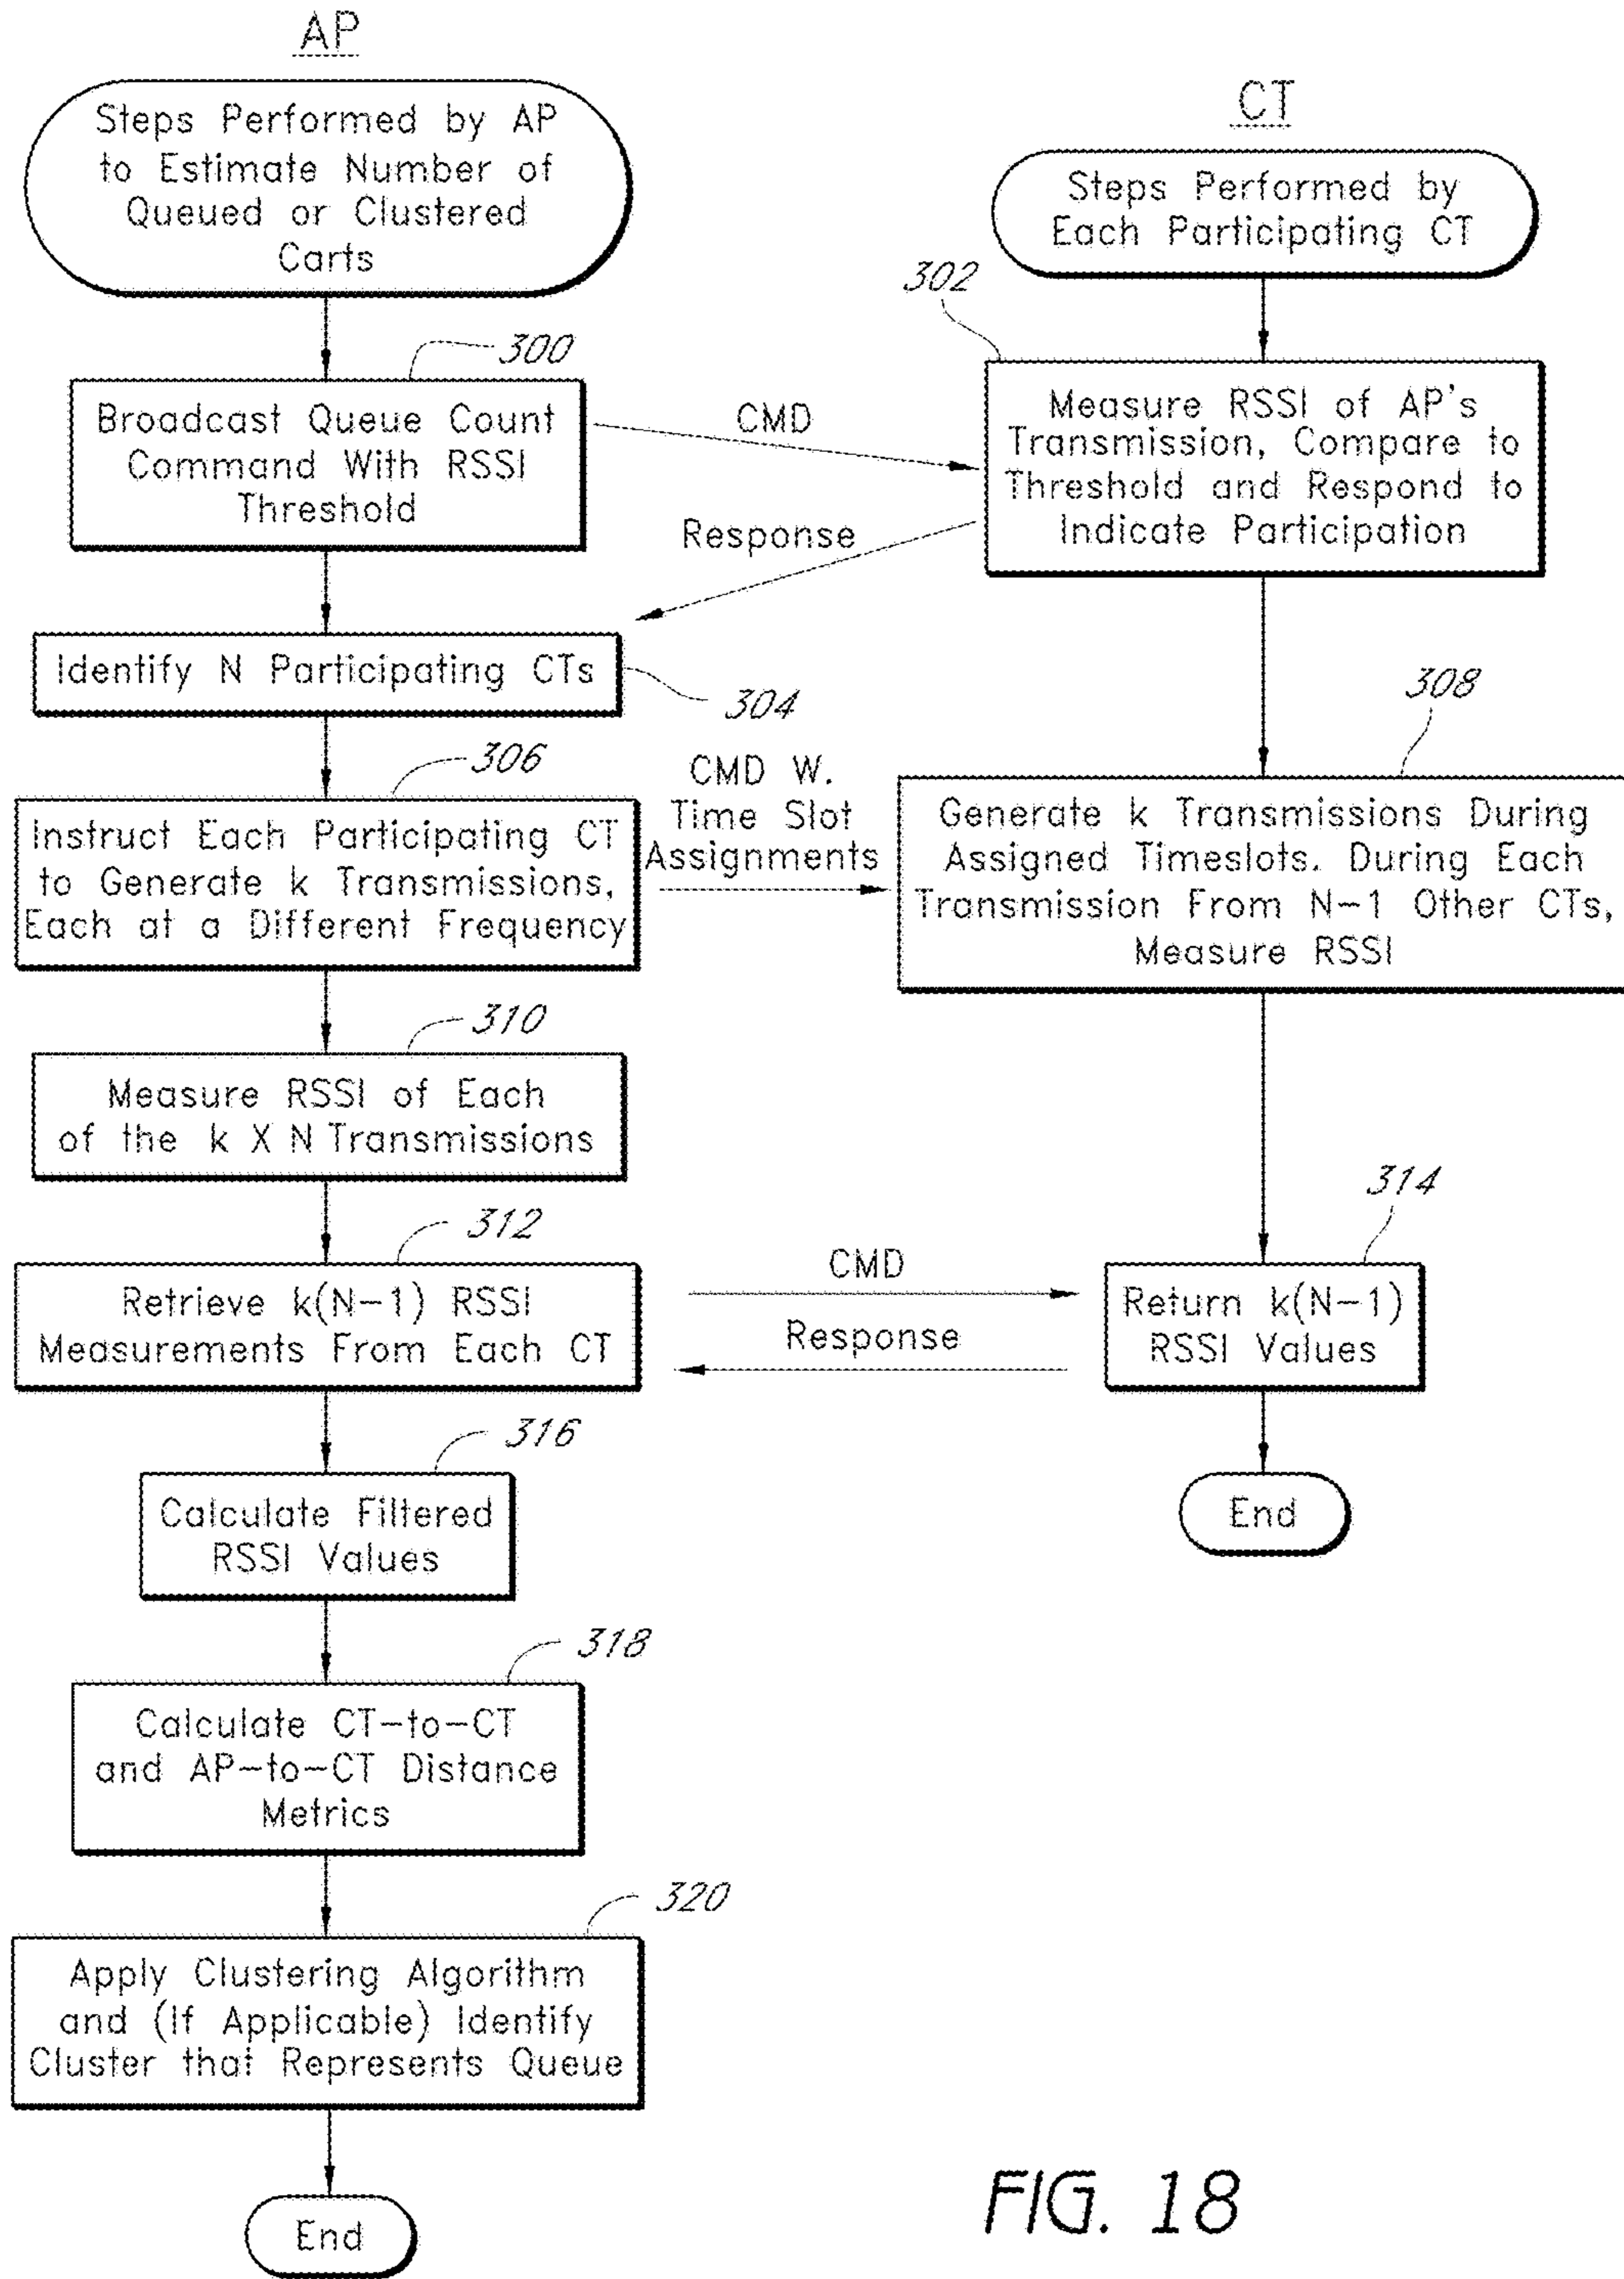 AP
Steps Performed by AP
to Estimate Number of
Queued or Clustered
Carts
CT
Steps Performed by
Each Participating CT
300
Broadcast Queue Count
Command With RSSI
Threshold
CMD
302
Measure RSSI of AP's
Transmission, Compare to
Threshold and Respond to
Indicate Participation
Response
Identify N Participating CTs
304
306
Instruct Each Participating CT
to Generate k Transmissions,
Each at a Different Frequency
CMD W.
Time Slot
Assignments
308
Generate k Transmissions During
Assigned Timeslots. During Each
Transmission From N-1 Other CTs,
Measure RSSI
310
Measure RSSI of Each
of the k X N Transmissions
312
Retrieve k(N-1) RSSI
Measurements From Each CT
CMD
Response
314
Return k(N-1)
RSSI Values
End
316
Calculate Filtered
RSSI Values
318
Calculate CT-to-CT
and AP-to-CT Distance
Metrics
320
Apply Clustering Algorithm
and (If Applicable) Identify
Cluster that Represents Queue
End
FIG. 18